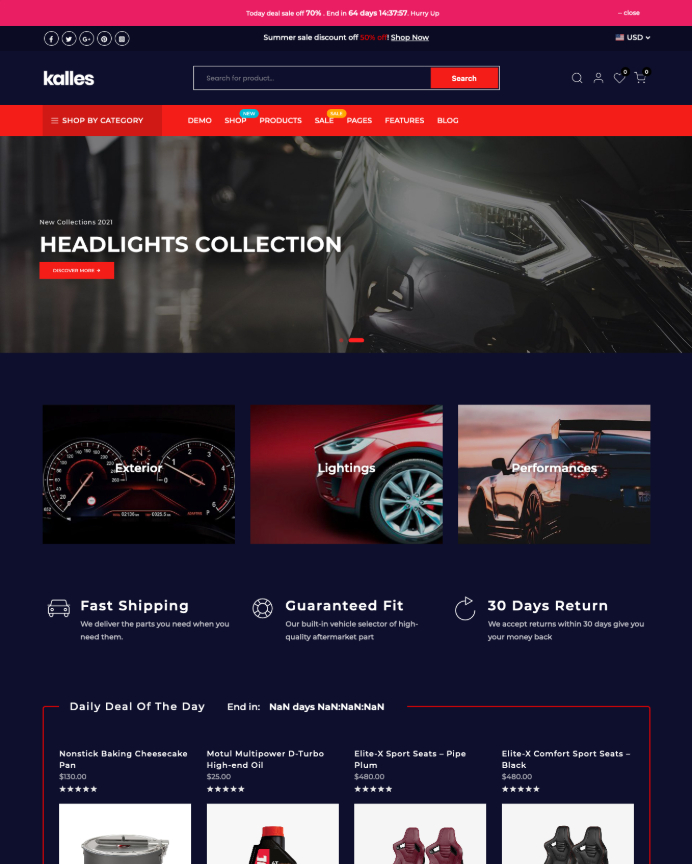 Today deal sale off 70% . End in 64 days 14:37:57. Hurry Up
close
Summer sale discount off 50% off! Shop Now
USD
kalles
Search for product...
Search
0
0
SHOP BY CATEGORY
DEMO
SHOP
NEW
PRODUCTS
SALE
SALE
PAGES
FEATURES
BLOG
New Collections 2021
HEADLIGHTS COLLECTION
DISCOVER MORE →
Exterior
Lightings
Performances
Fast Shipping
We deliver the parts you need when you
need them.
Guaranteed Fit
Our built-in vehicle selector of high-
quality aftermarket part
30 Days Return
We accept returns within 30 days give you
your money back
Daily Deal Of The Day
End in: NaN days NaN:NaN:NaN
Nonstick Baking Cheesecake
Pan
$130.00
Motul Multipower D-Turbo
High-end Oil
$25.00
Elite-X Sport Seats – Pipe
Plum
$480.00
Elite-X Comfort Sport Seats –
Black
$480.00